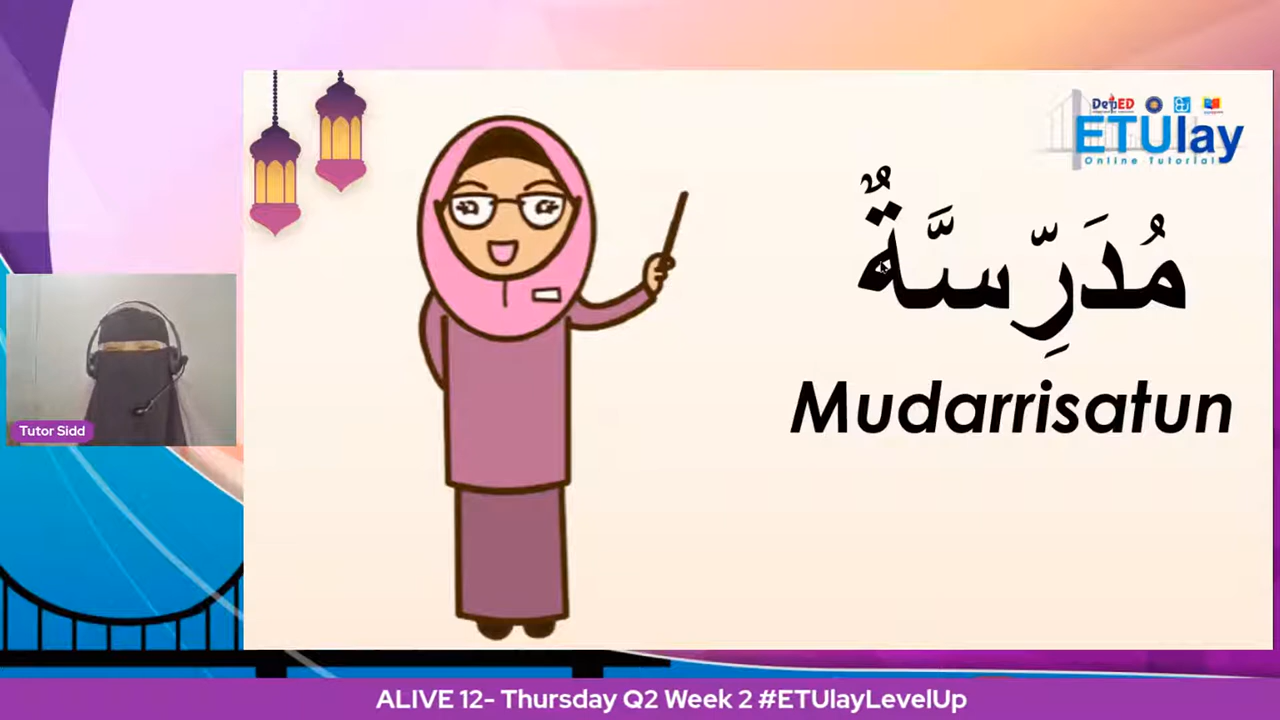 DepED
ETUlay
Online Tutorial
مُدَرِّسَّةٌ
Mudarrisatun
Tutor Sidd
ALIVE 12- Thursday Q2 Week 2 #ETUlayLevelUp